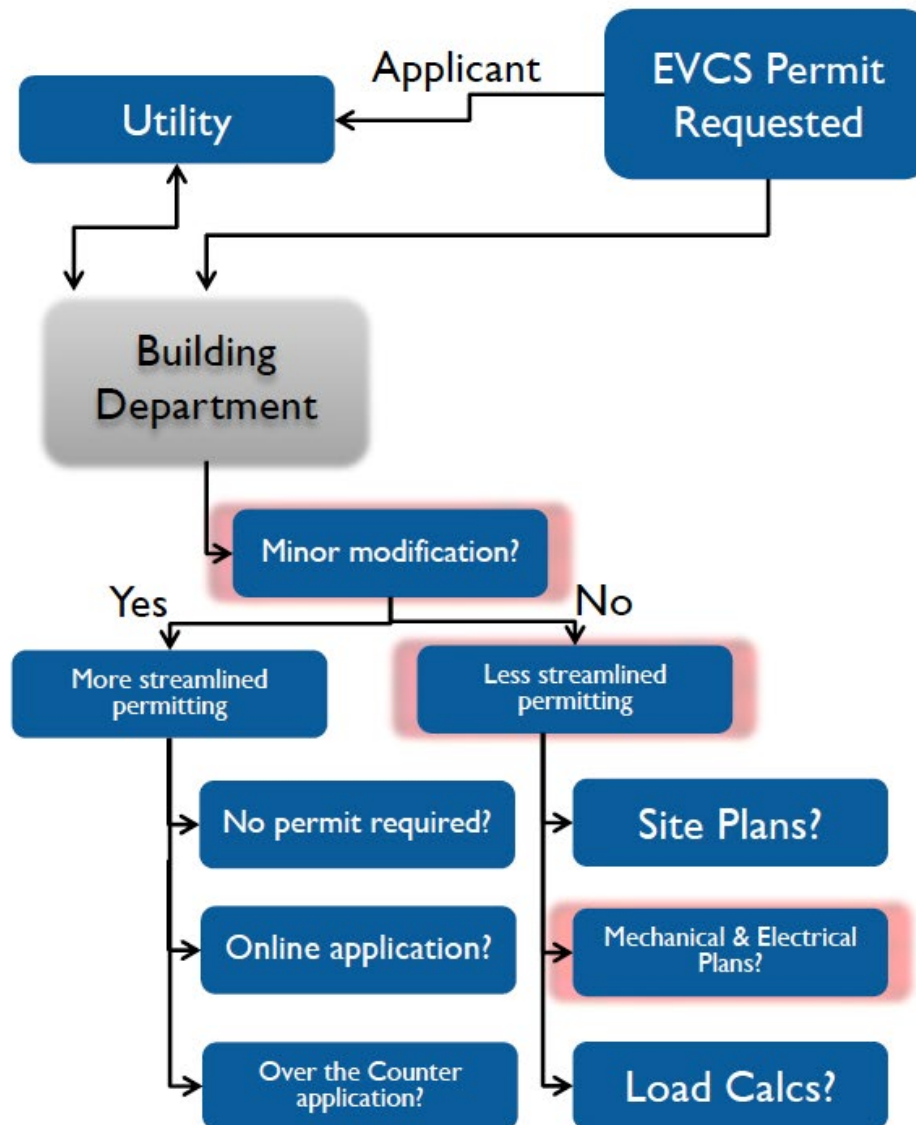 EVCS Permit
Requested
Applicant
Utility
Building
Department
Minor modification?
Yes
No
More streamlined
permitting
Less streamlined
permitting
No permit required?
Online application?
Over the Counter
application?
Site Plans?
Mechanical & Electrical
Plans?
Load Calcs?